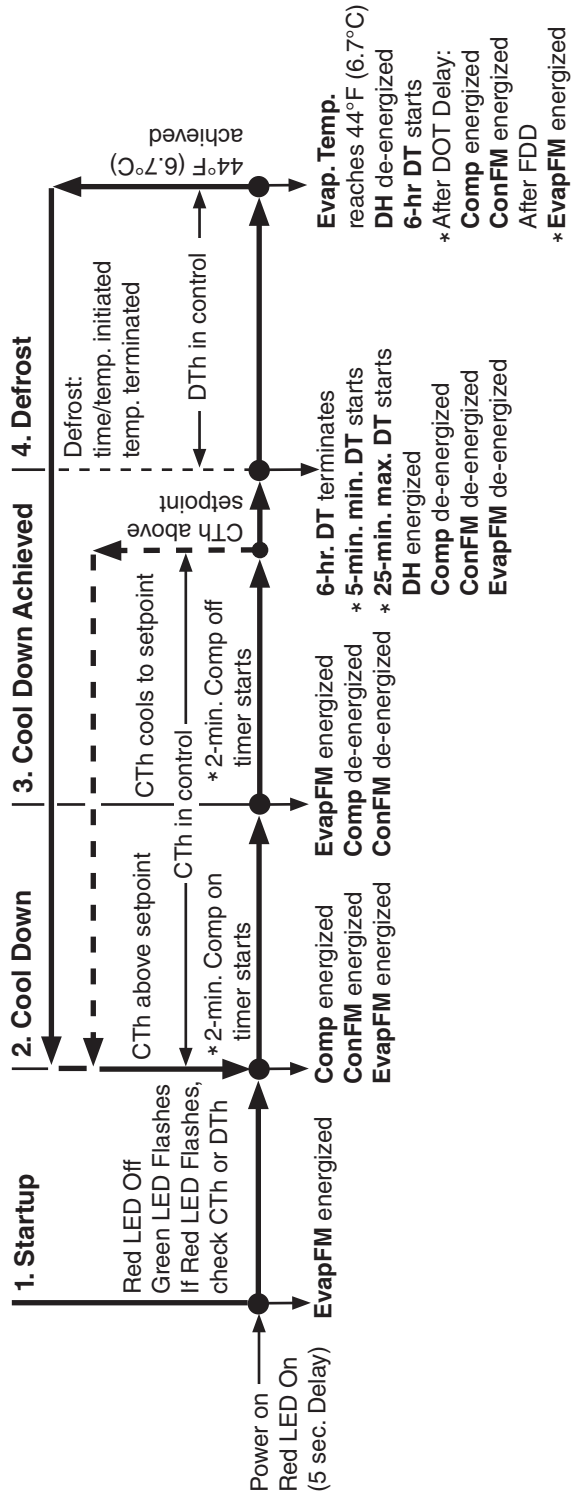 1. Startup
Power on
Red LED On
(5 sec. Delay)
Red LED Off
Green LED Flashes
If Red LED Flashes,
check CTh or DTh
EvapFM energized
2. Cool Down
CTh above setpoint
CTh in control
* 2-min. Comp on
timer starts
Comp energized
ConFM energized
EvapFM energized
3. Cool Down Achieved
CTh cools to setpoint
* 2-min. Comp off
timer starts
CTh above
setpoint
EvapFM energized
Comp de-energized
ConFM de-energized
4. Defrost
Defrost:
time/temp. initiated
temp. terminated
DTh in control
44°F (6.7°C)
achieved
6-hr. DT terminates
* 5-min. min. DT starts
* 25-min. max. DT starts
DH energized
Comp de-energized
ConFM de-energized
EvapFM de-energized
Evap. Temp.
reaches 44°F (6.7°C)
DH de-energized
6-hr DT starts
* After DOT Delay:
Comp energized
ConFM energized
After FDD
* EvapFM energized